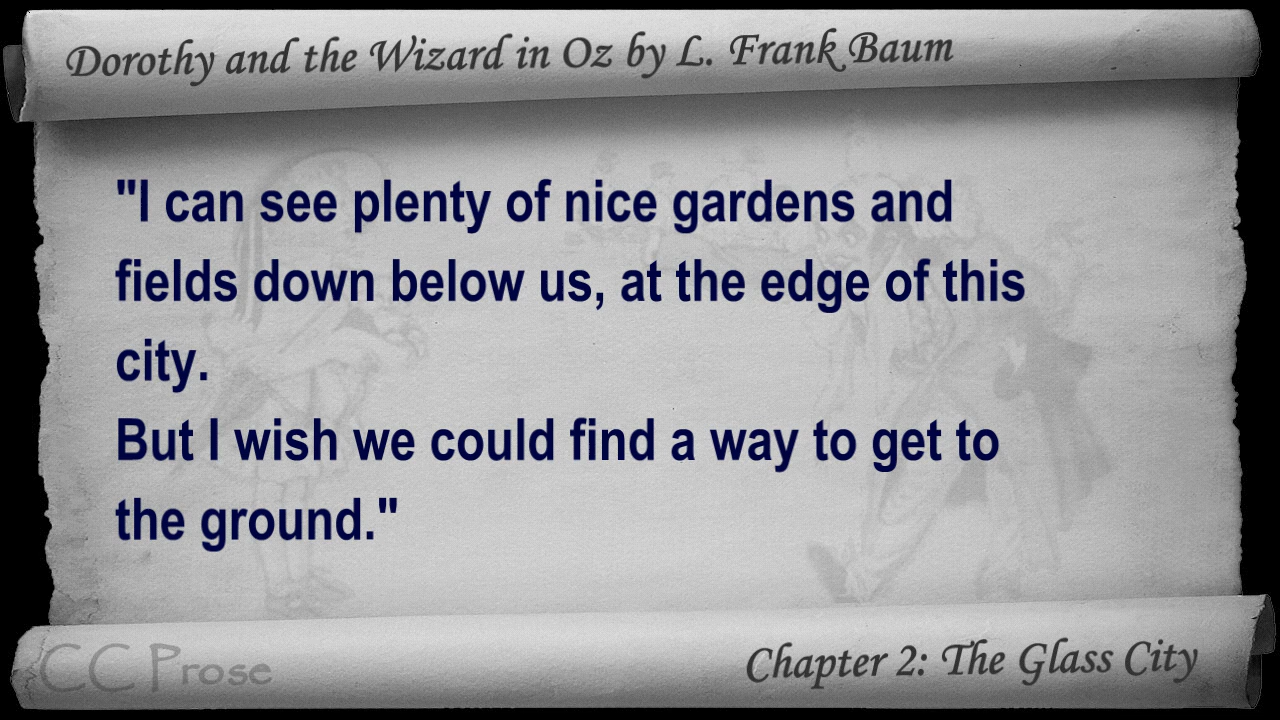 Dorothy and the Wizard in Oz by L. Frank Baum
"I can see plenty of nice gardens and
fields down below us, at the edge of this
city.
But I wish we could find a way to get to
the ground."
CC Prose
Chapter 2: The Glass City